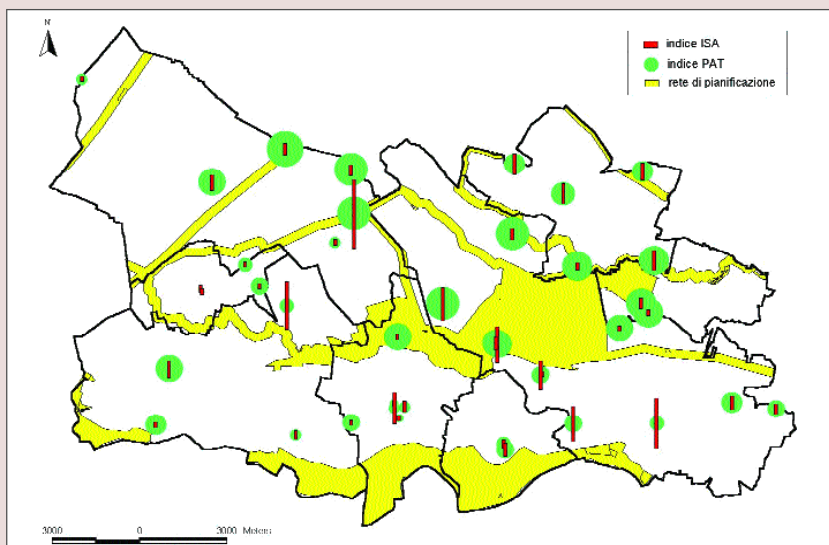 N
indice ISA
indice PAT
rete di pianificazione
3000 0 3000 Meters